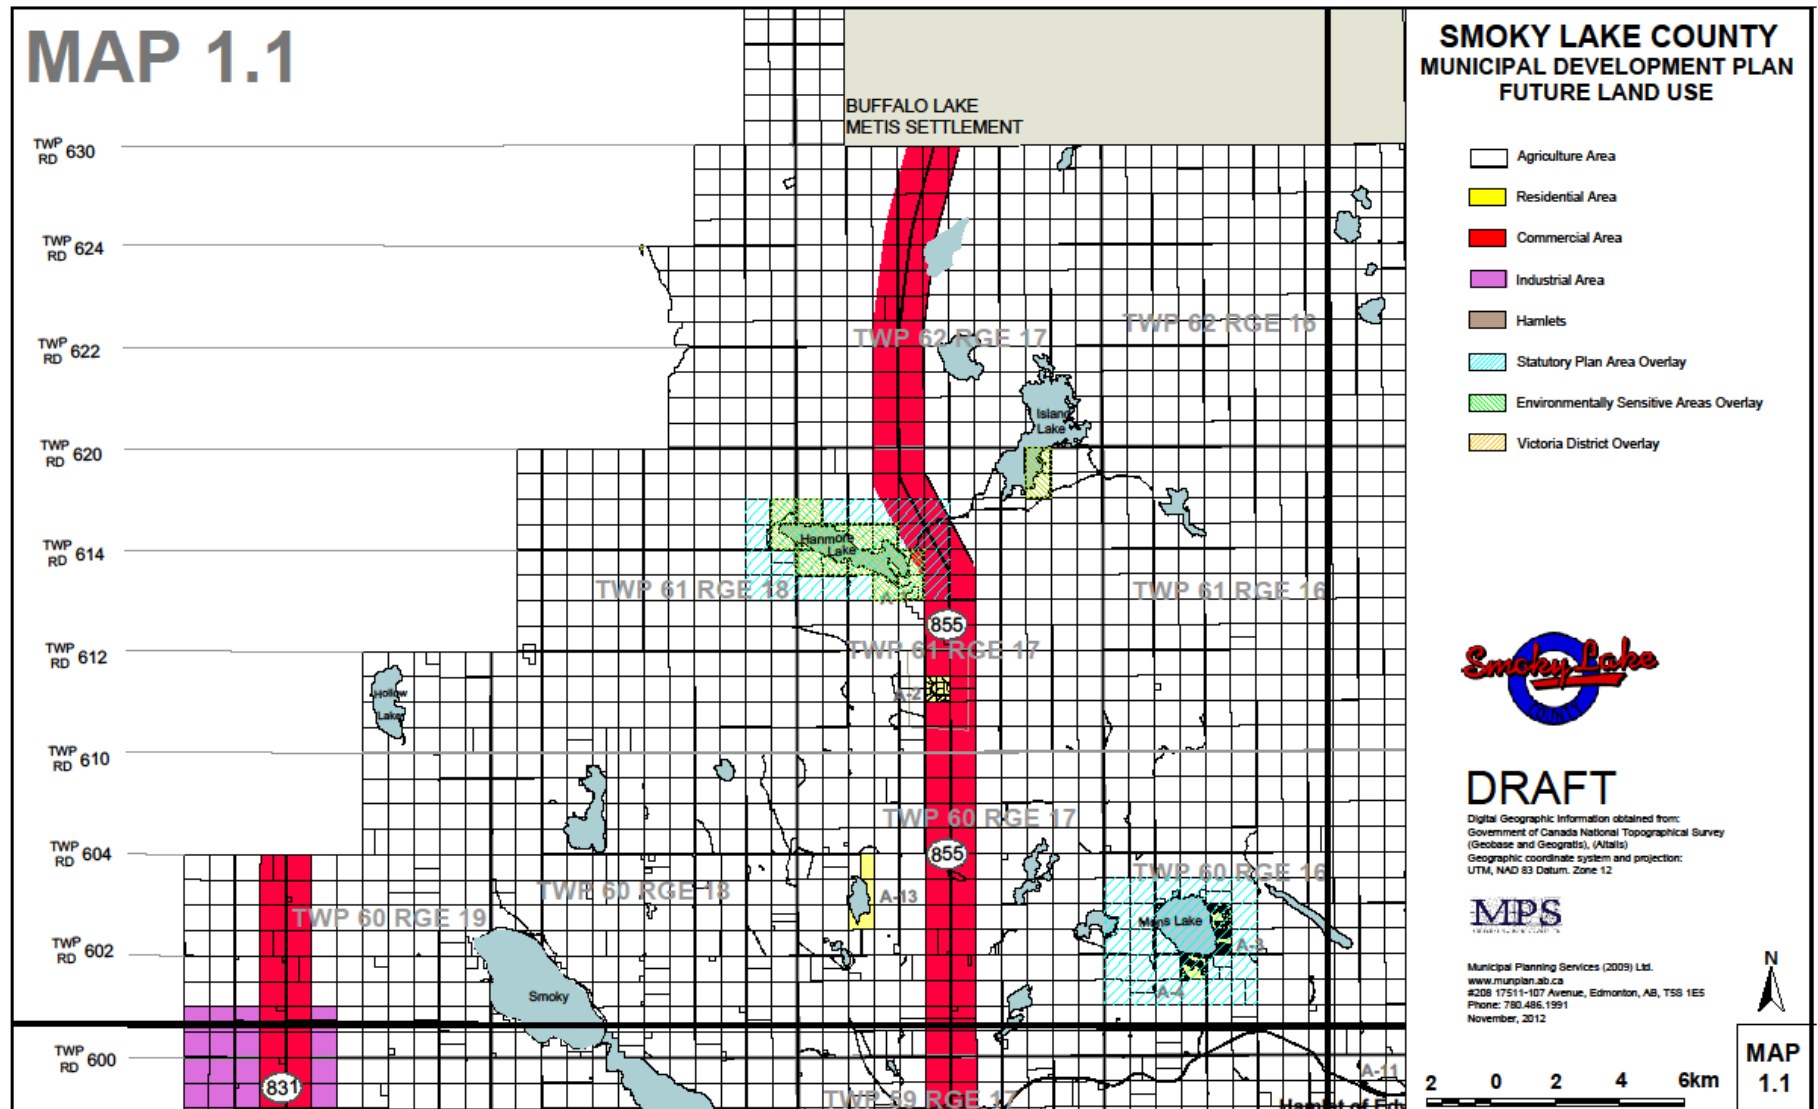 MAP 1.1
SMOKY LAKE COUNTY
MUNICIPAL DEVELOPMENT PLAN
FUTURE LAND USE
BUFFALO LAKE
METIS SETTLEMENT
TWP
RD 630
TWP
RD 624
TWP
RD 622
TWP
RD 620
TWP
RD 614
TWP
RD 612
TWP
RD 610
TWP
RD 604
TWP
RD 602
TWP
RD 600
TWP 62 RGE 17
TWP 62 RGE 16
Island
Lake
Hanmore
Lake
TWP 61 RGE 18
TWP 61 RGE 16
855
TWP 61 RGE 17
A-2
Hollow
Lake
TWP 60 RGE 17
855
TWP 60 RGE 16
TWP 60 RGE 18
A-13
TWP 60 RGE 19
Mons Lake
A-3
A-4
Smoky
831
TWP 59 RGE 17
A-11
Hamlet of
Agriculture Area
Residential Area
Commercial Area
Industrial Area
Hamlets
Statutory Plan Area Overlay
Environmentally Sensitive Areas Overlay
Victoria District Overlay
Smoky Lake
COUNTY
DRAFT
Digital Geographic Information obtained from:
Government of Canada National Topographical Survey
(Geobase and Geogratis), (Altalis)
Geographic coordinate system and projection:
UTM, NAD 83 Datum. Zone 12
MPS
Municipal Planning Services (2009) Ltd.
www.munplan.ab.ca
#208 17511-107 Avenue, Edmonton, AB, T5S 1E5
Phone: 780.486.1991
November, 2012
N
2 0 2 4 6km
MAP
1.1